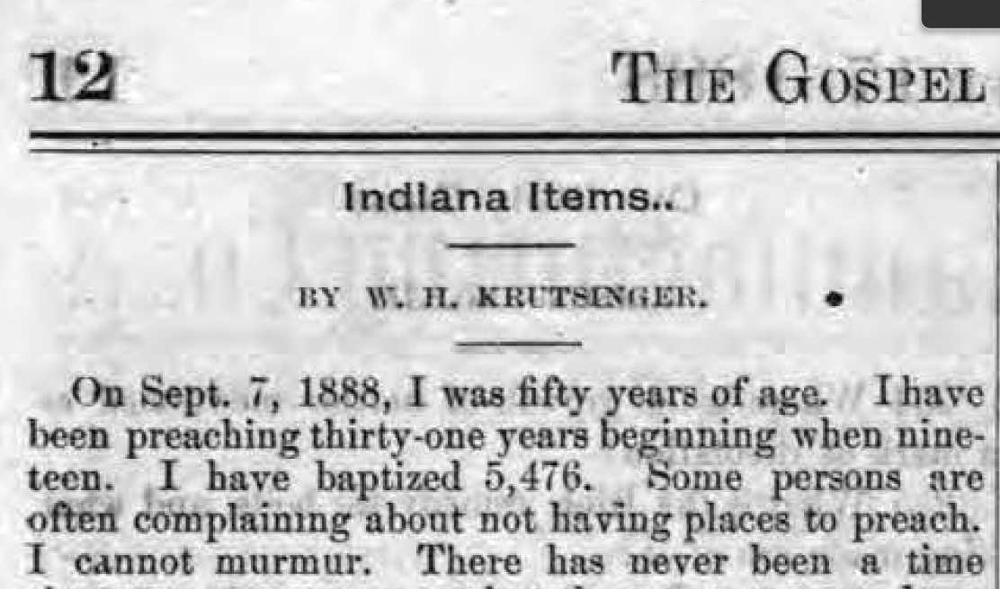 12 THE GOSPEL
Indiana Items..
BY W. H. KRUTSINGER.
On Sept. 7, 1888, I was fifty years of age. I have
been preaching thirty-one years beginning when nine-
teen. I have baptized 5,476. Some persons are
often complaining about not having places to preach.
I cannot murmur. There has never been a time